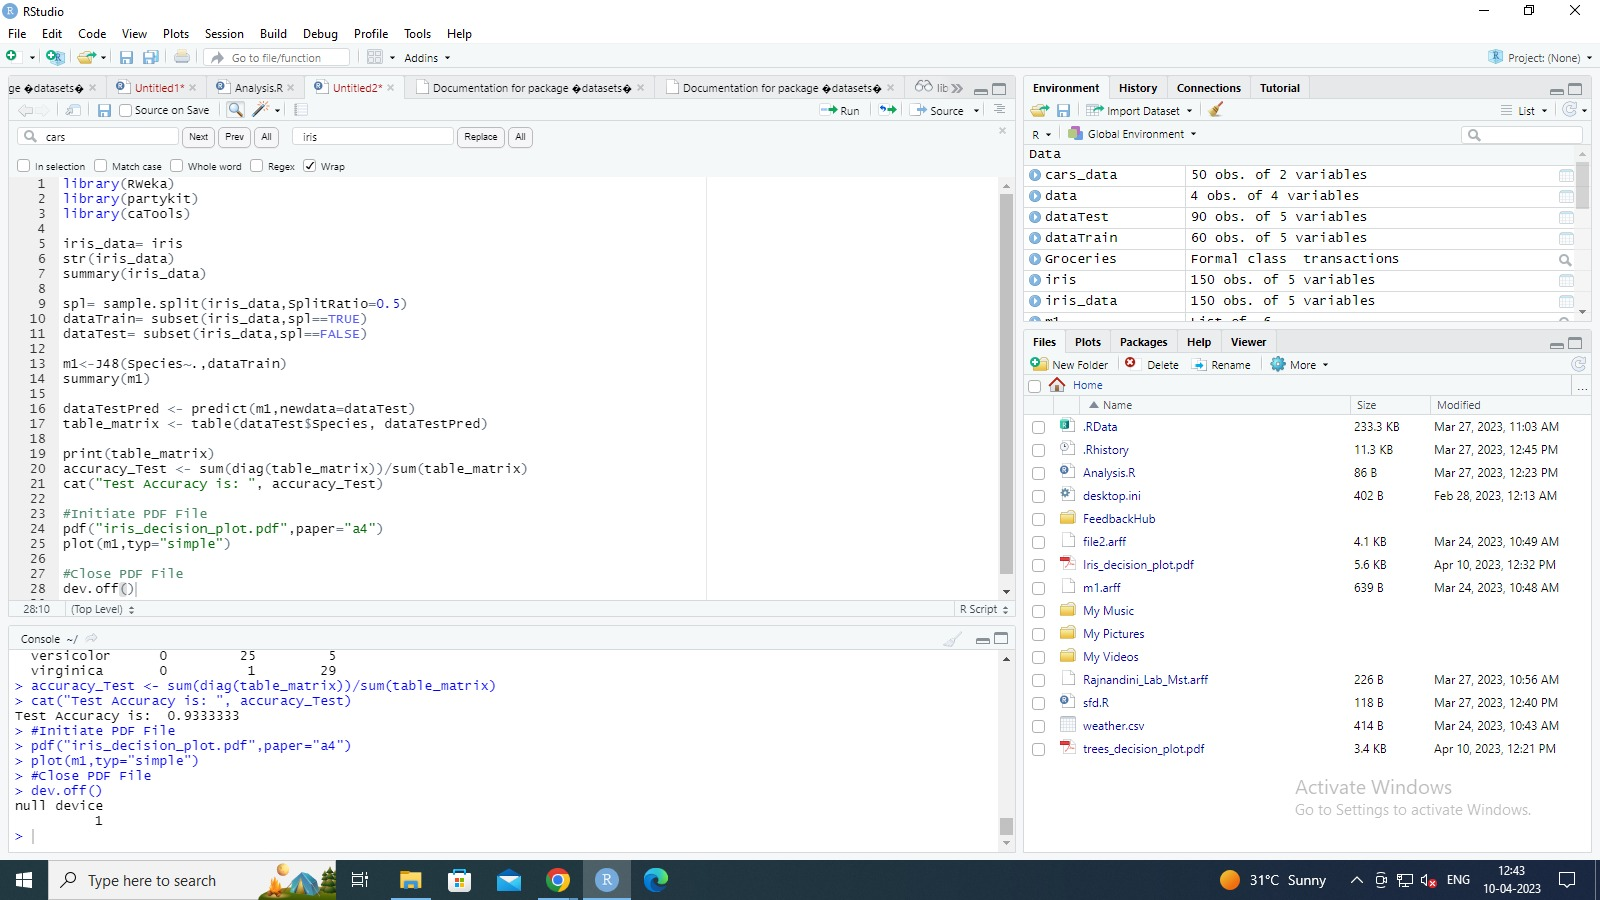 RStudio
File Edit Code View Plots Session Build Debug Profile Tools Help
Go to file/function Addins Project: (None)
ge �datasets� Untitled1* Analysis.R Untitled2* Documentation for package �datasets� Documentation for package �datasets� lib
Source on Save Run Source
cars Next Prev All iris Replace All
In selection Match case Whole word Regex Wrap
1 library(RWeka)
2 library(partykit)
3 library(caTools)
4
5 iris_data= iris
6 str(iris_data)
7 summary(iris_data)
8
9 spl= sample.split(iris_data,SplitRatio=0.5)
10 dataTrain= subset(iris_data,spl==TRUE)
11 dataTest= subset(iris_data,spl==FALSE)
12
13 m1<-J48(Species~.,dataTrain)
14 summary(m1)
15
16 dataTestPred <- predict(m1,newdata=dataTest)
17 table_matrix <- table(dataTest$Species, dataTestPred)
18
19 print(table_matrix)
20 accuracy_Test <- sum(diag(table_matrix))/sum(table_matrix)
21 cat("Test Accuracy is: ", accuracy_Test)
22
23 #Initiate PDF File
24 pdf("iris_decision_plot.pdf",paper="a4")
25 plot(m1,typ="simple")
26
27 #Close PDF File
28 dev.off()
28:10 (Top Level) R Script
Console ~/
versicolor 0 25 5
virginica 0 1 29
> accuracy_Test <- sum(diag(table_matrix))/sum(table_matrix)
> cat("Test Accuracy is: ", accuracy_Test)
Test Accuracy is: 0.9333333
> #Initiate PDF File
> pdf("iris_decision_plot.pdf",paper="a4")
> plot(m1,typ="simple")
> #Close PDF File
> dev.off()
null device
1
>
Environment History Connections Tutorial
Import Dataset List
R Global Environment
Data
cars_data 50 obs. of 2 variables
data 4 obs. of 4 variables
dataTest 90 obs. of 5 variables
dataTrain 60 obs. of 5 variables
Groceries Formal class transactions
iris 150 obs. of 5 variables
iris_data 150 obs. of 5 variables
m1 List of 6
Files Plots Packages Help Viewer
New Folder Delete Rename More
Home ...
Name Size Modified
.RData 233.3 KB Mar 27, 2023, 11:03 AM
.Rhistory 11.3 KB Mar 27, 2023, 12:45 PM
Analysis.R 86 B Mar 27, 2023, 12:23 PM
desktop.ini 402 B Feb 28, 2023, 12:13 AM
FeedbackHub
file2.arff 4.1 KB Mar 24, 2023, 10:49 AM
Iris_decision_plot.pdf 5.6 KB Apr 10, 2023, 12:32 PM
m1.arff 639 B Mar 24, 2023, 10:48 AM
My Music
My Pictures
My Videos
Rajnandini_Lab_Mst.arff 226 B Mar 27, 2023, 10:56 AM
sfd.R 118 B Mar 27, 2023, 12:40 PM
weather.csv 414 B Mar 24, 2023, 10:43 AM
trees_decision_plot.pdf 3.4 KB Apr 10, 2023, 12:21 PM
Activate Windows
Go to Settings to activate Windows.
Type here to search 31°C Sunny ENG 12:43
10-04-2023